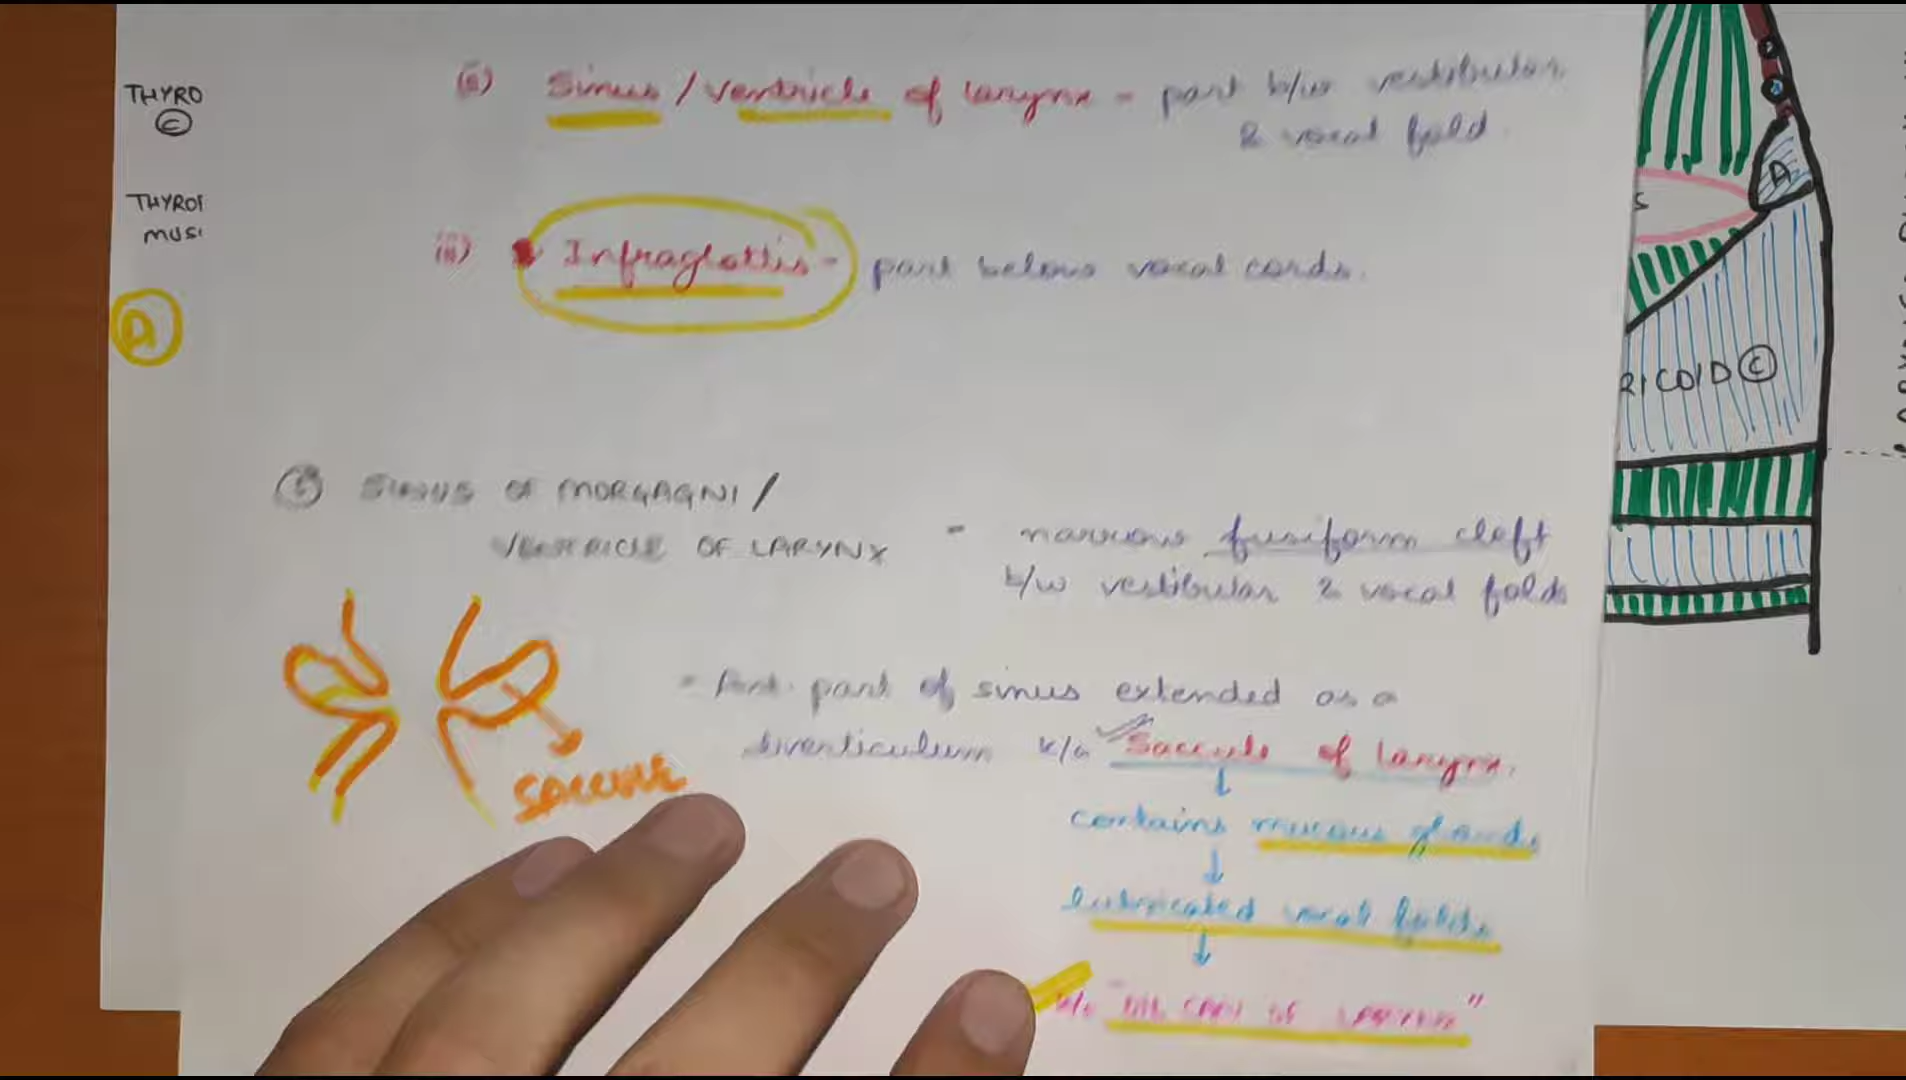 THYRO
Ⓒ
THYRO
MUS
A
(ii) Sinus / Ventricle of larynx - part b/w vestibular
& vocal fold.
(iii) Infraglottis - part below vocal cords.
SINUS OF MORGAGNI /
VENTRICLE OF LARYNX = narrow fusiform cleft
b/w vestibular & vocal folds
= Ant. part of sinus extended as a
diverticulum k/a Saccule of larynx.
↓
contains mucous glands
↓
lubricated vocal folds.
↓
k/a "OIL CAN OF LARYNX"
SACCULE
A
S
RICOID Ⓒ